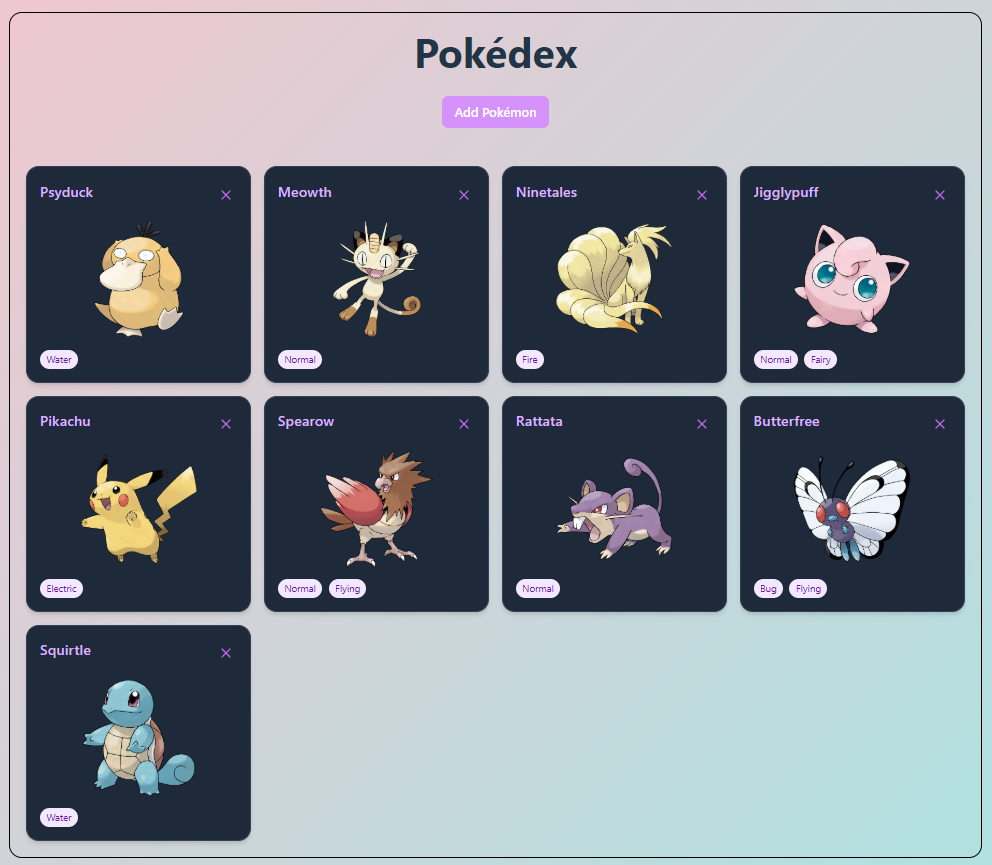 Pokédex
Add Pokémon
Psyduck
Water
Meowth
Normal
Ninetales
Fire
Jigglypuff
Normal Fairy
Pikachu
Electric
Spearow
Normal Flying
Rattata
Normal
Butterfree
Bug Flying
Squirtle
Water